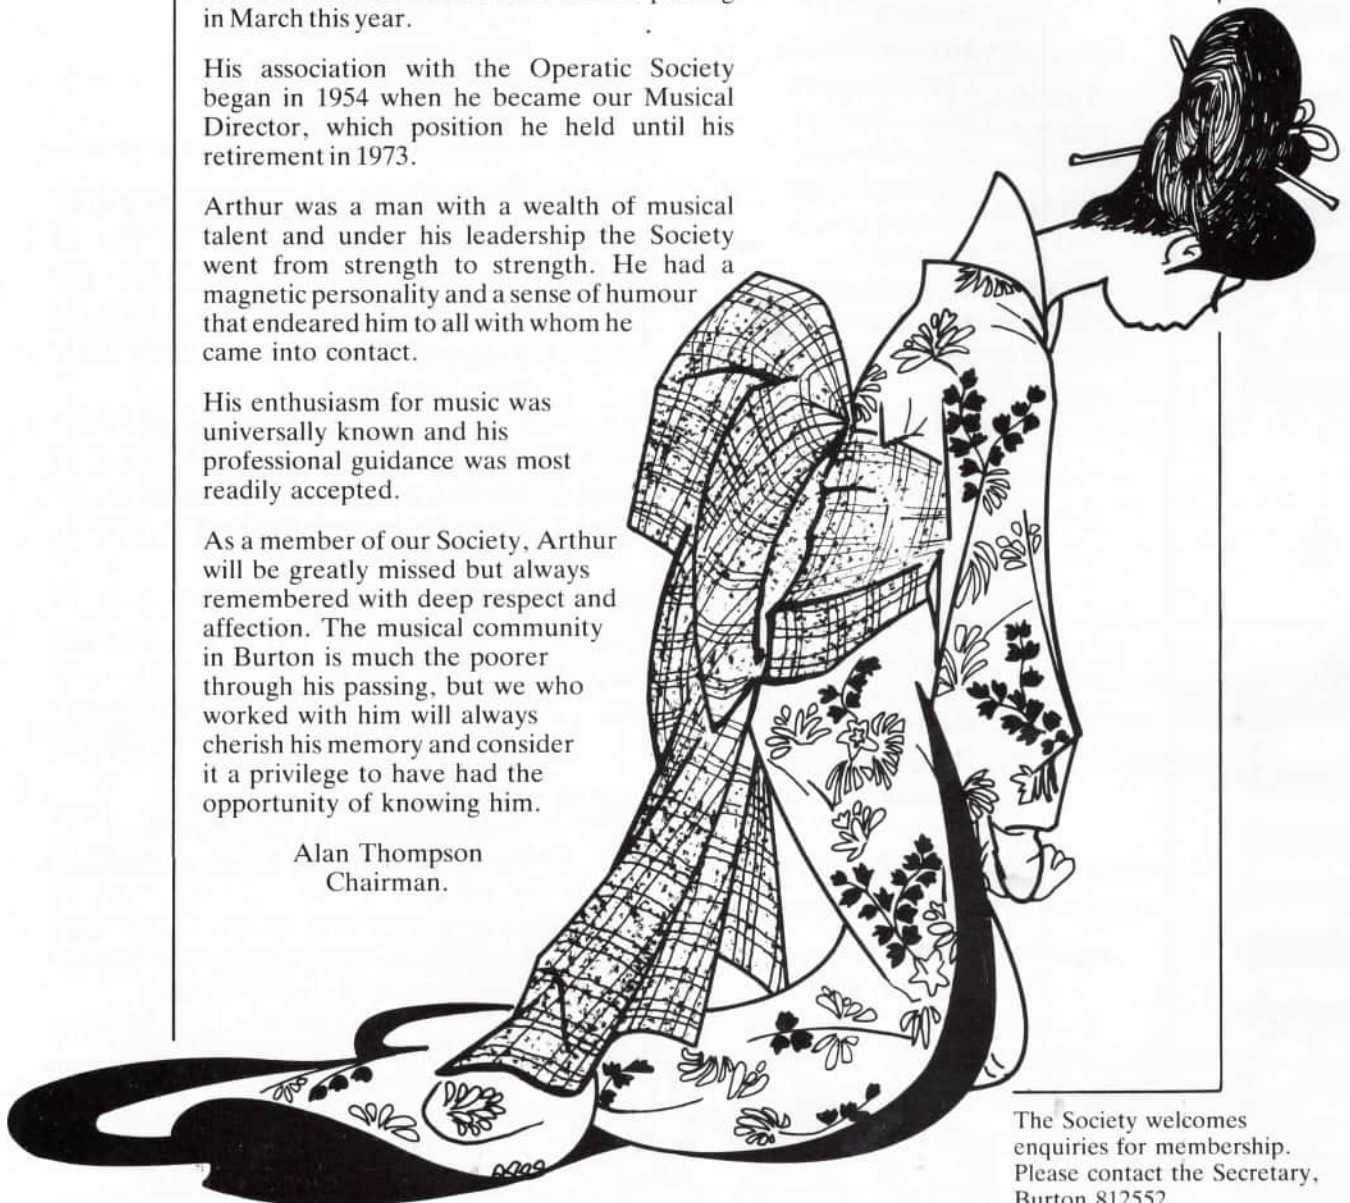 in March this year.
His association with the Operatic Society
began in 1954 when he became our Musical
Director, which position he held until his
retirement in 1973.
Arthur was a man with a wealth of musical
talent and under his leadership the Society
went from strength to strength. He had a
magnetic personality and a sense of humour
that endeared him to all with whom he
came into contact.
His enthusiasm for music was
universally known and his
professional guidance was most
readily accepted.
As a member of our Society, Arthur
will be greatly missed but always
remembered with deep respect and
affection. The musical community
in Burton is much the poorer
through his passing, but we who
worked with him will always
cherish his memory and consider
it a privilege to have had the
opportunity of knowing him.
Alan Thompson
Chairman.
The Society welcomes
enquiries for membership.
Please contact the Secretary,
Burton 812552